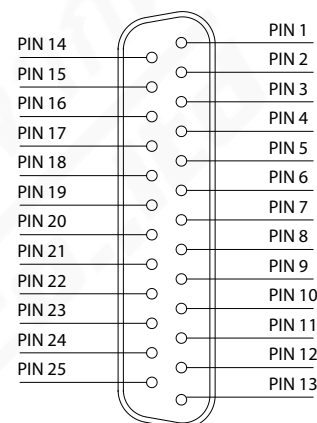 PIN 14
PIN 15
PIN 16
PIN 17
PIN 18
PIN 19
PIN 20
PIN 21
PIN 22
PIN 23
PIN 24
PIN 25
PIN 1
PIN 2
PIN 3
PIN 4
PIN 5
PIN 6
PIN 7
PIN 8
PIN 9
PIN 10
PIN 11
PIN 12
PIN 13